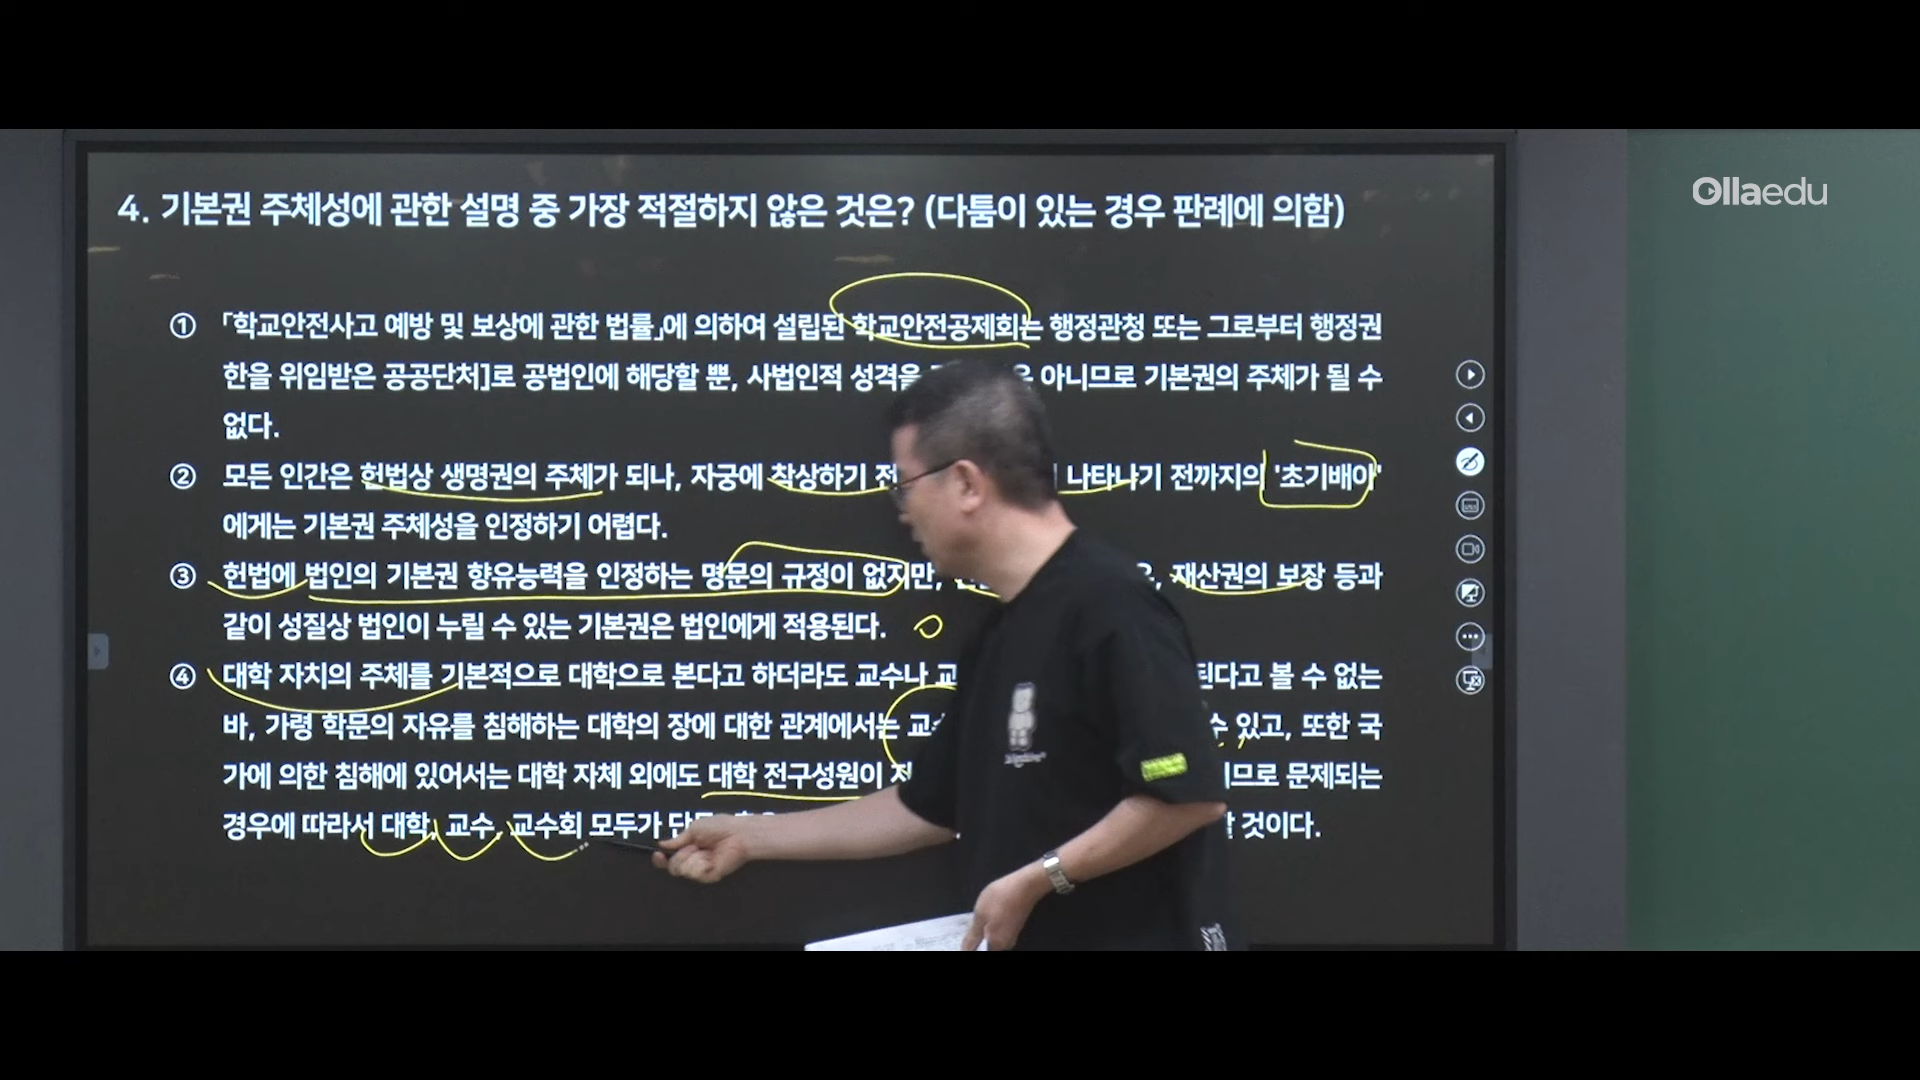 Ollaedu
4. 기본권 주체성에 관한 설명 중 가장 적절하지 않은 것은? (다툼이 있는 경우 판례에 의함)
① 「학교안전사고 예방 및 보상에 관한 법률」에 의하여 설립된 학교안전공제회는 행정관청 또는 그로부터 행정권
한을 위임받은 공공단처]로 공법인에 해당할 뿐, 사법인적 성격을 아니므로 기본권의 주체가 될 수
없다.
② 모든 인간은 헌법상 생명권의 주체가 되나, 자궁에 착상하기 전 나타나기 전까지의 '초기배아'
에게는 기본권 주체성을 인정하기 어렵다.
③ 헌법에 법인의 기본권 향유능력을 인정하는 명문의 규정이 없지만, 재산권의 보장 등과
같이 성질상 법인이 누릴 수 있는 기본권은 법인에게 적용된다.
④ 대학 자치의 주체를 기본적으로 대학으로 본다고 하더라도 교수나 된다고 볼 수 없는
바, 가령 학문의 자유를 침해하는 대학의 장에 대한 관계에서는 수 있고, 또한 국
가에 의한 침해에 있어서는 대학 자체 외에도 대학 전구성원이 이므로 문제되는
경우에 따라서 대학, 교수, 교수회 모두가 것이다.